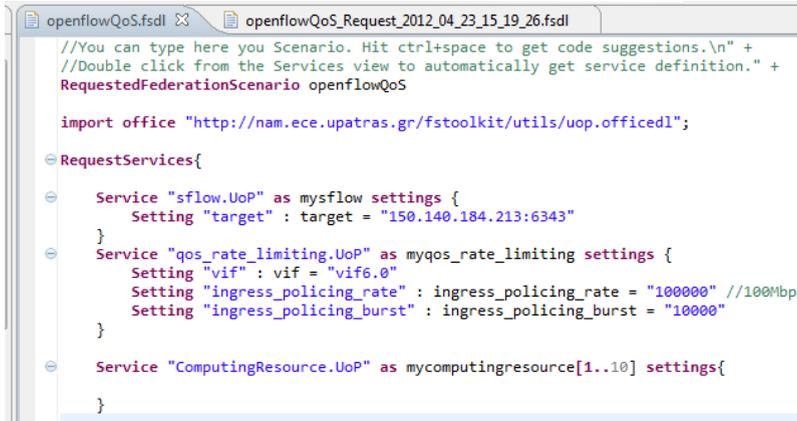 openflowQoS.fsdl openflowQoS_Request_2012_04_23_15_19_26.fsdl
//You can type here you Scenario. Hit ctrl+space to get code suggestions.\n" +
//Double click from the Services view to automatically get service definition." +
RequestedFederationScenario openflowQoS
import office "http://nam.ece.upatras.gr/fstoolkit/utils/uop.officedl";
RequestServices{
Service "sflow.UoP" as mysflow settings {
Setting "target" : target = "150.140.184.213:6343"
}
Service "qos_rate_limiting.UoP" as myqos_rate_limiting settings {
Setting "vif" : vif = "vif6.0"
Setting "ingress_policing_rate" : ingress_policing_rate = "100000" //100Mbp
Setting "ingress_policing_burst" : ingress_policing_burst = "10000"
}
Service "ComputingResource.UoP" as mycomputingresource[1..10] settings{
}